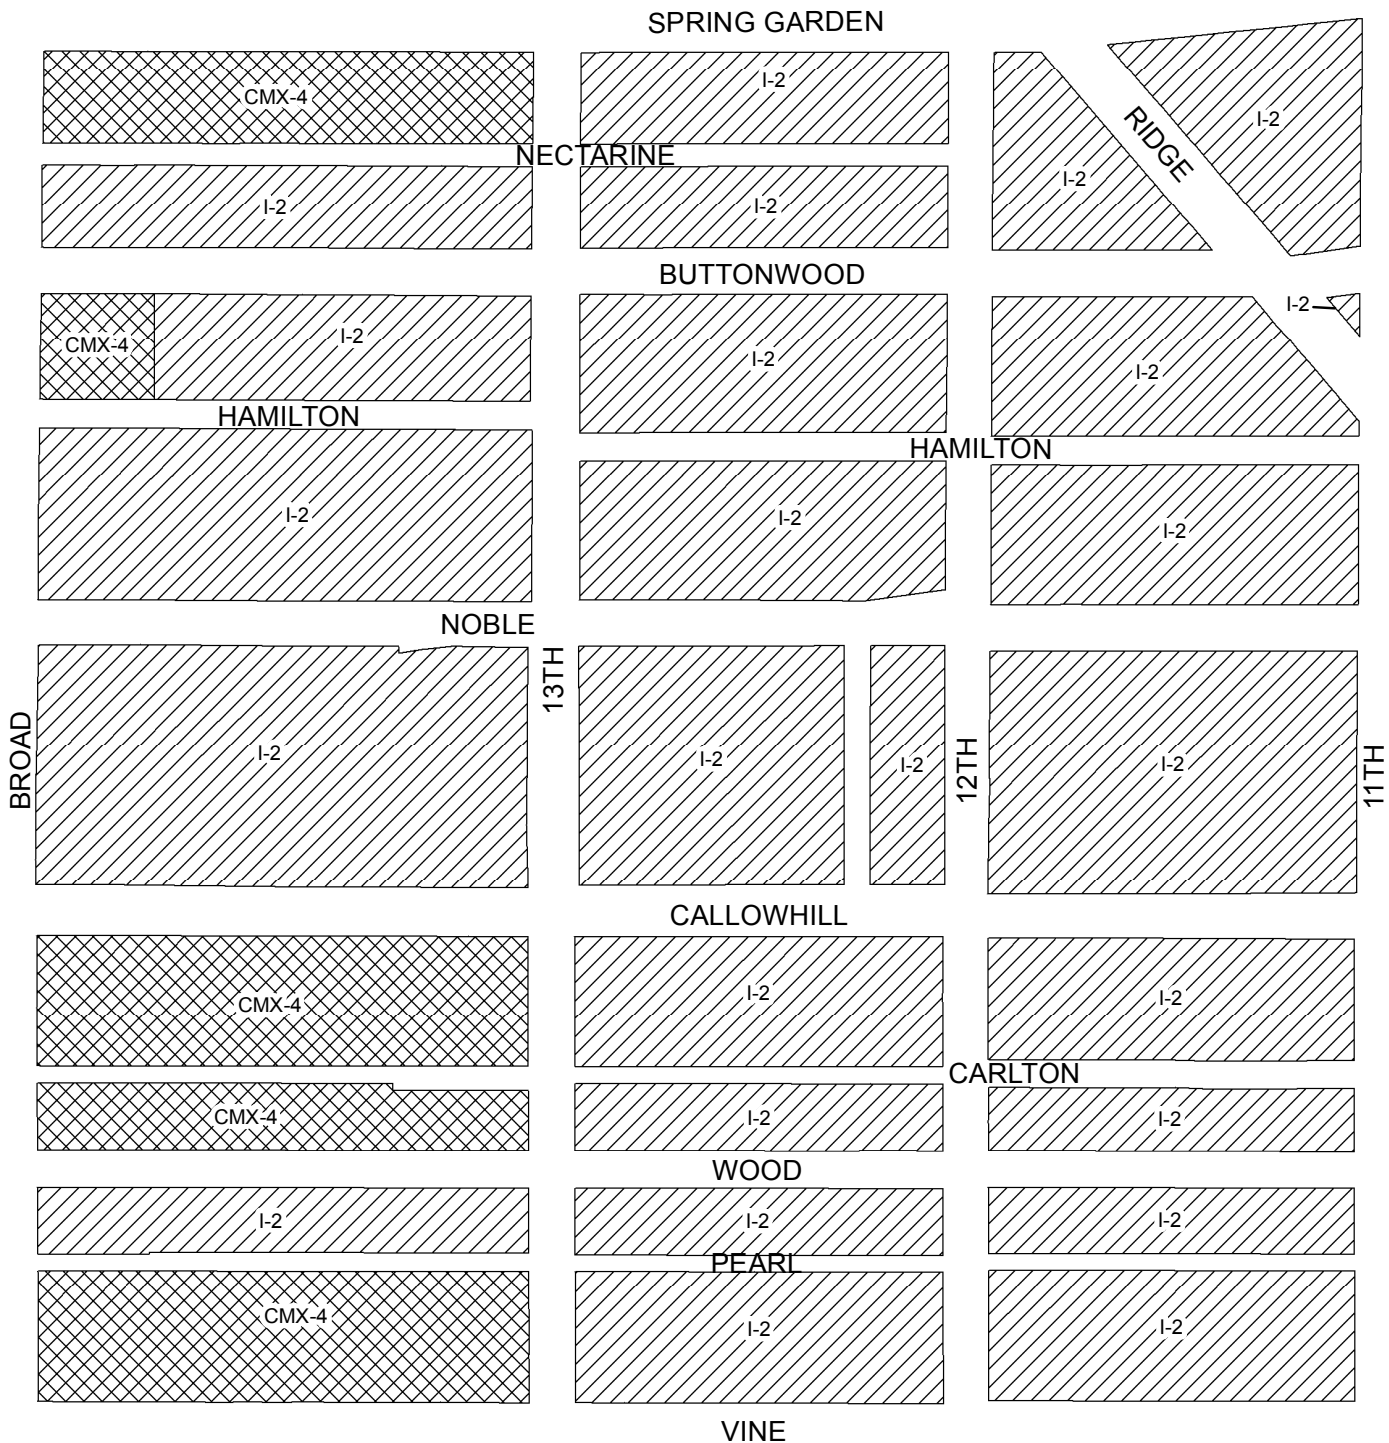 SPRING GARDEN
CMX-4
I-2
I-2
RIDGE
NECTARINE
I-2
I-2
I-2
BUTTONWOOD
I-2
CMX-4
I-2
I-2
I-2
HAMILTON
HAMILTON
I-2
I-2
I-2
NOBLE
13TH
BROAD
I-2
I-2
I-2
12TH
I-2
11TH
CALLOWHILL
CMX-4
I-2
I-2
CARLTON
CMX-4
I-2
I-2
WOOD
I-2
I-2
I-2
PEARL
CMX-4
I-2
I-2
VINE